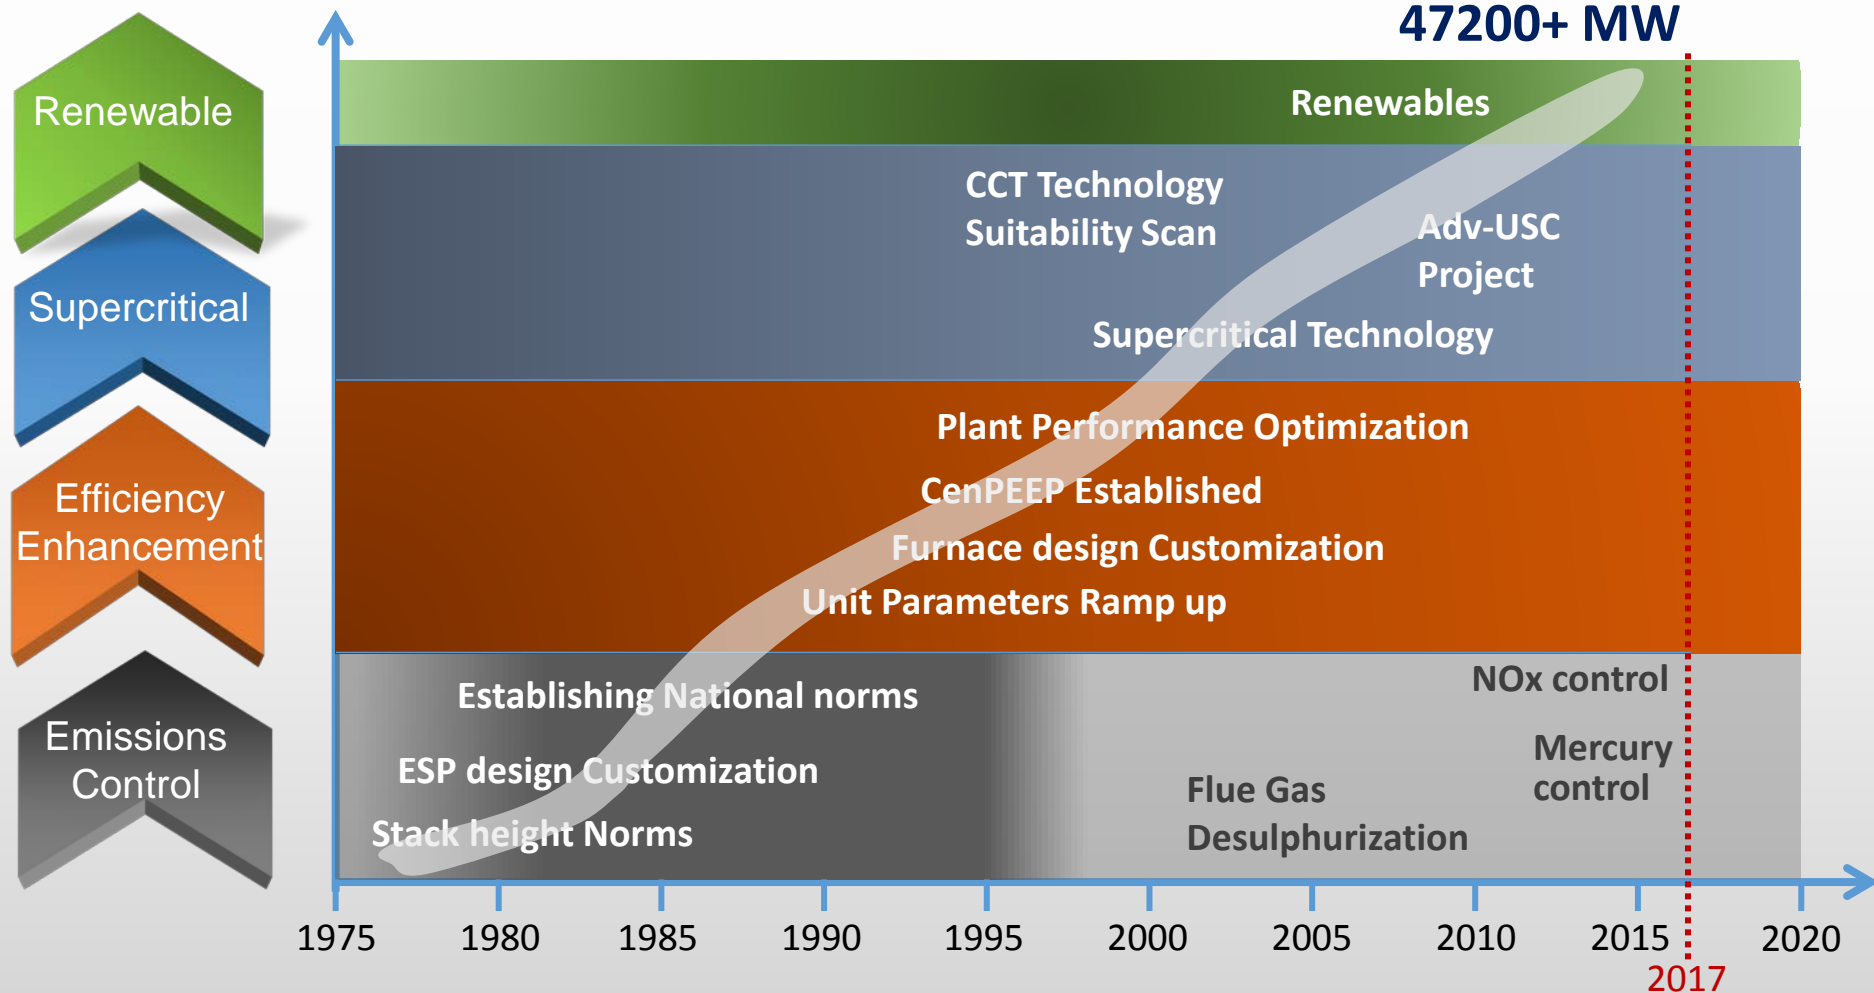 47200+ MW
Renewable
Renewables
CCT Technology
Suitability Scan
Adv-USC
Project
Supercritical
Supercritical Technology
Plant Performance Optimization
Efficiency
Enhancement
CenPEEP Established
Furnace design Customization
Unit Parameters Ramp up
Emissions
Control
Establishing National norms
NOx control
ESP design Customization
Mercury
control
Flue Gas
Desulphurization
Stack height Norms
1975 1980 1985 1990 1995 2000 2005 2010 2015 2020
2017